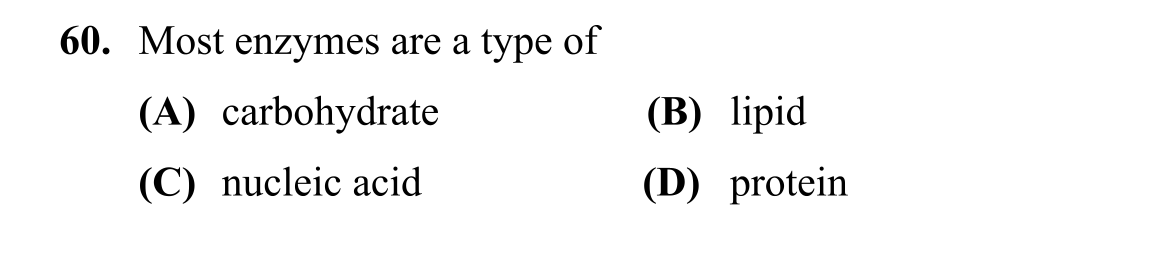 60. Most enzymes are a type of
(A) carbohydrate (B) lipid
(C) nucleic acid (D) protein